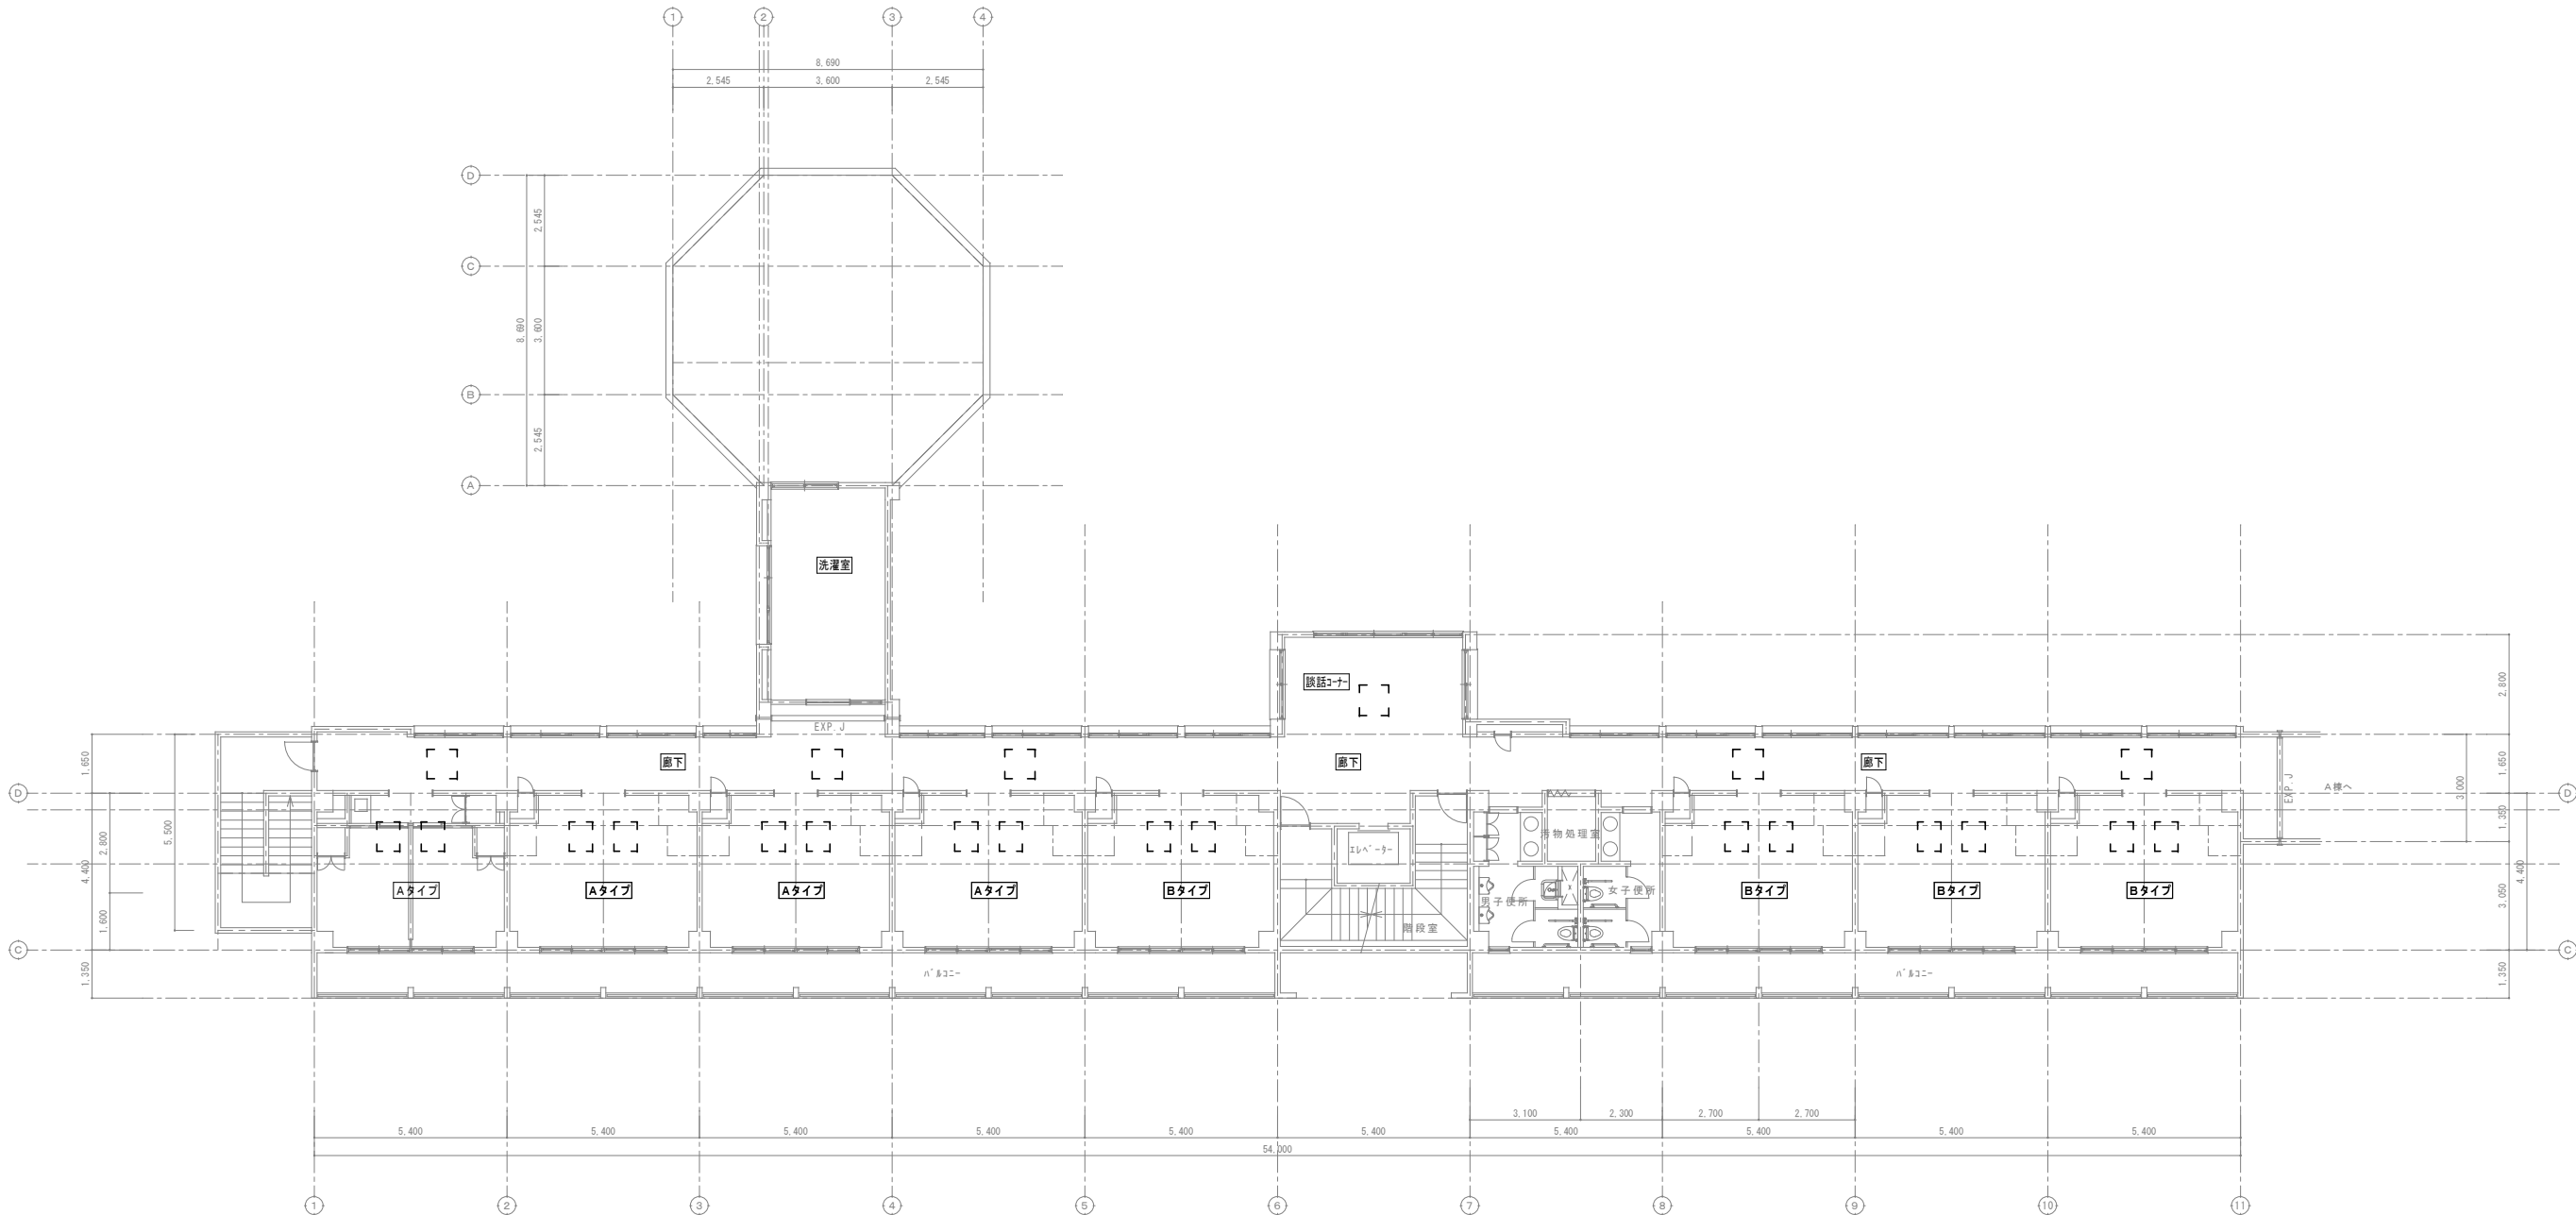 1 2 3 4
8,690
2,545 3,600 2,545
D
2,545
C
8,690 3,600
B
2,545
A
洗濯室
談話コーナー
2,800
EXP.J
廊下 廊下 廊下
1,650 1,650
EXP.J
A棟へ
3,000
D D
5,500
2,800
4,400
1,350
汚物処理室
エレベーター
Aタイプ Aタイプ Aタイプ Aタイプ Bタイプ 女子便所 Bタイプ Bタイプ Bタイプ
4,400
男子便所
3,050
1,600
階段室
C C
バルコニー バルコニー
1,350 1,350
3,100 2,300 2,700 2,700
5,400 5,400 5,400 5,400 5,400 5,400 5,400 5,400 5,400 5,400
54,000
1 2 3 4 5 6 7 8 9 10 11